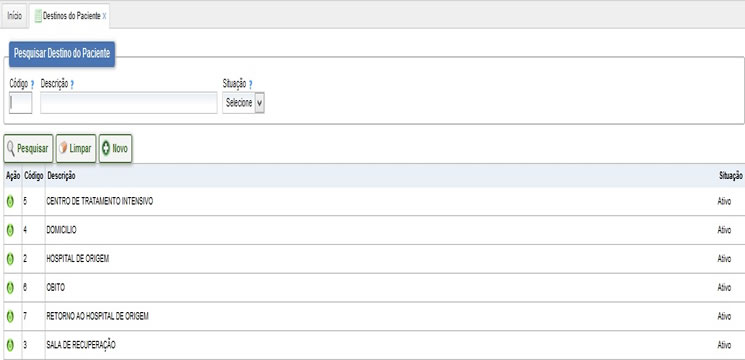 Início Destinos do Paciente x
Pesquisar Destino do Paciente
Código ? Descrição ? Situação ?
Selecione
Pesquisar Limpar Novo
Ação Código Descrição Situação
5 CENTRO DE TRATAMENTO INTENSIVO Ativo
4 DOMICILIO Ativo
2 HOSPITAL DE ORIGEM Ativo
6 OBITO Ativo
7 RETORNO AO HOSPITAL DE ORIGEM Ativo
3 SALA DE RECUPERAÇÃO Ativo